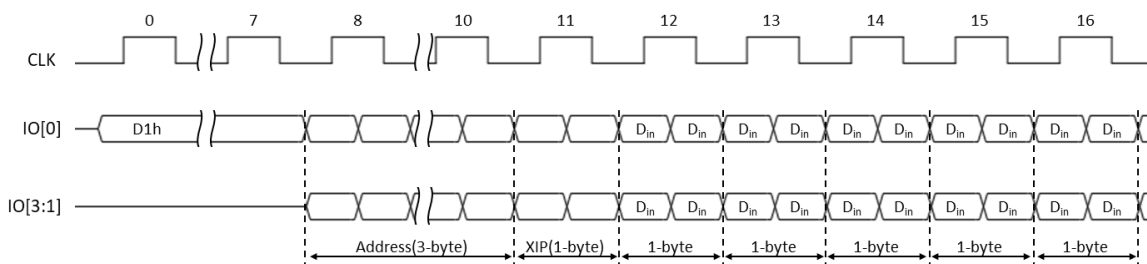 0 7 8 10 11 12 13 14 15 16
CLK
IO[0] D1h Din Din Din Din Din Din Din Din Din Din
IO[3:1] Din Din Din Din Din Din Din Din Din Din
Address(3-byte) XIP(1-byte) 1-byte 1-byte 1-byte 1-byte 1-byte